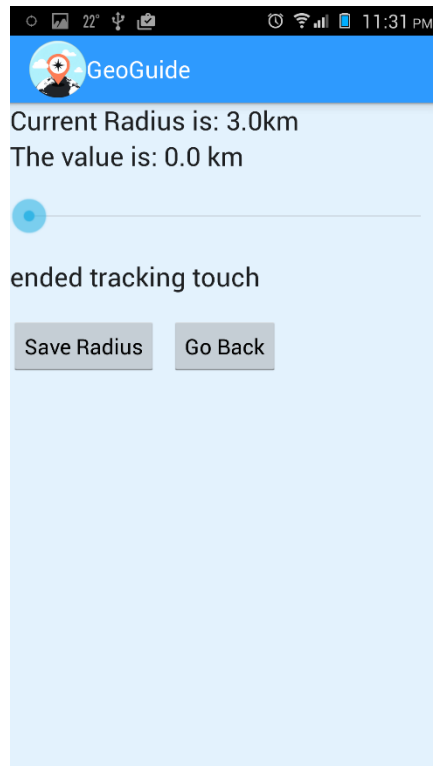 22° 11:31 PM
GeoGuide
Current Radius is: 3.0km
The value is: 0.0 km
ended tracking touch
Save Radius Go Back